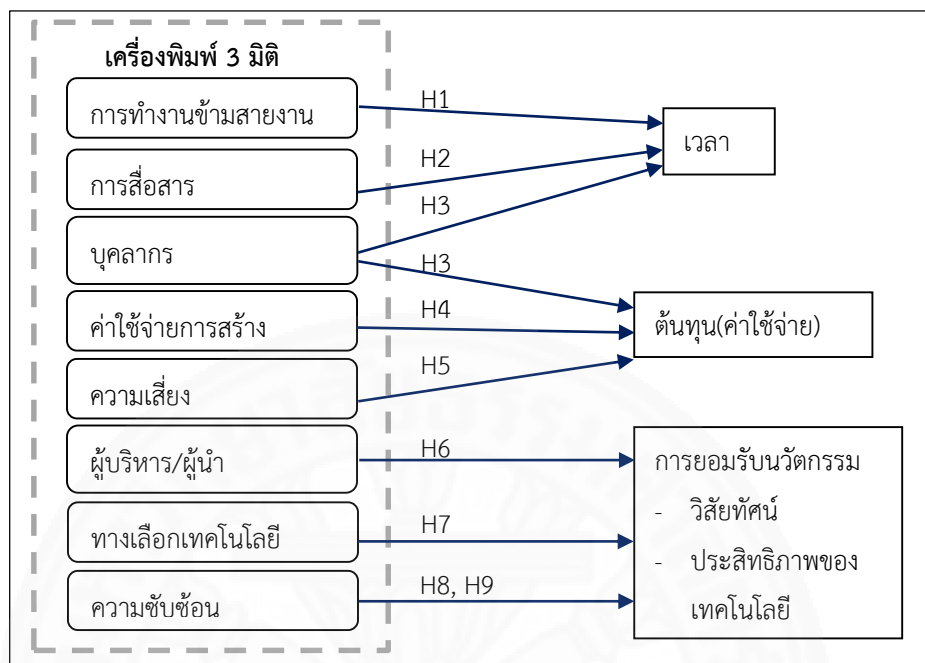 เครื่องพิมพ์ 3 มิติ
การทำงานข้ามสายงาน
H1
เวลา
การสื่อสาร
H2
H3
บุคลากร
H3
ค่าใช้จ่ายการสร้าง
H4
ต้นทุน(ค่าใช้จ่าย)
H5
ความเสี่ยง
ผู้บริหาร/ผู้นำ
H6
การยอมรับนวัตกรรม
- วิสัยทัศน์
- ประสิทธิภาพของ
เทคโนโลยี
ทางเลือกเทคโนโลยี
H7
ความซับซ้อน
H8, H9